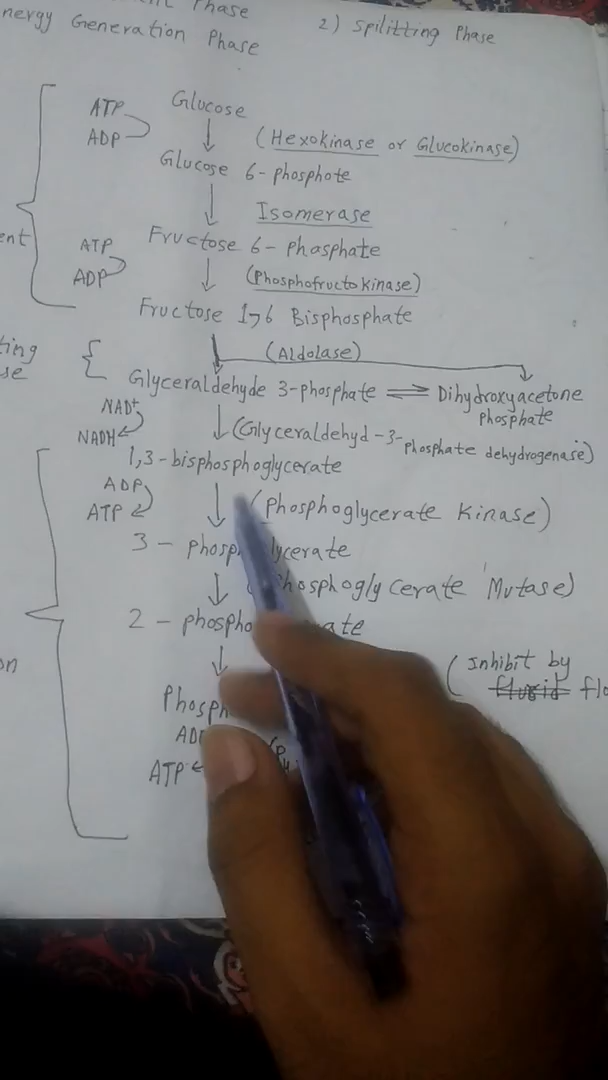 Phase
nergy Generation Phase
2) Spilitting Phase
Glucose
ATP
ADP
(Hexokinase or Glucokinase)
Glucose 6-phosphote
Isomerase
ent
Fructose 6- Phasphate
ATP
ADP
(Phosphofructokinase)
Fructose 1,6 Bisphosphate
ting
se
(Aldolase)
Glyceraldehyde 3-phosphate ⇌ Dihydroxyacetone
phosphate
NAD+
NADH
(Glyceraldehyd-3-phosphate dehydrogenase)
1,3-bisphosphoglycerate
ADP
ATP
(phosphoglycerate Kinase)
3- phosp lycerate
hosphoglycerate Mutase)
2- phospho ate
on
(Inhibit by
flo
Phosph
AD
ATP